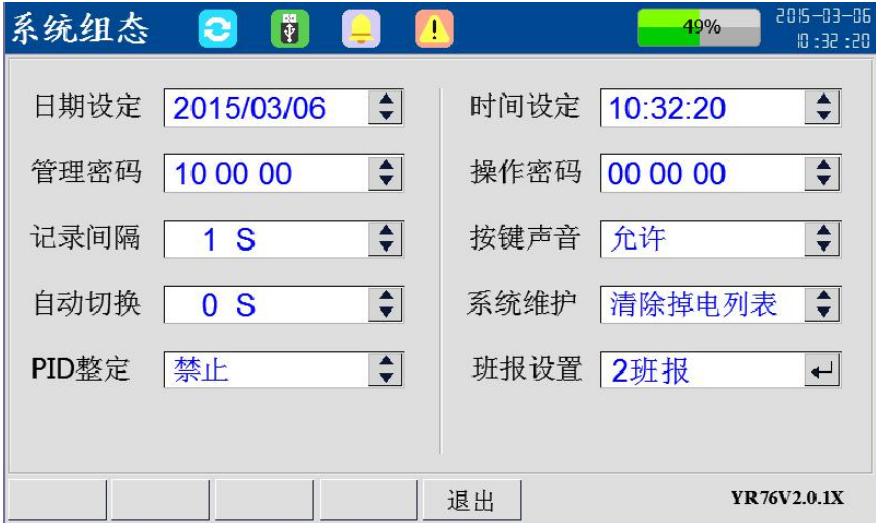 系统组态
49%
2015-03-06
10:32:20
日期设定 2015/03/06
时间设定 10:32:20
管理密码 10 00 00
操作密码 00 00 00
记录间隔 1 S
按键声音 允许
自动切换 0 S
系统维护 清除掉电列表
PID整定 禁止
班报设置 2班报
退出
YR76V2.0.1X